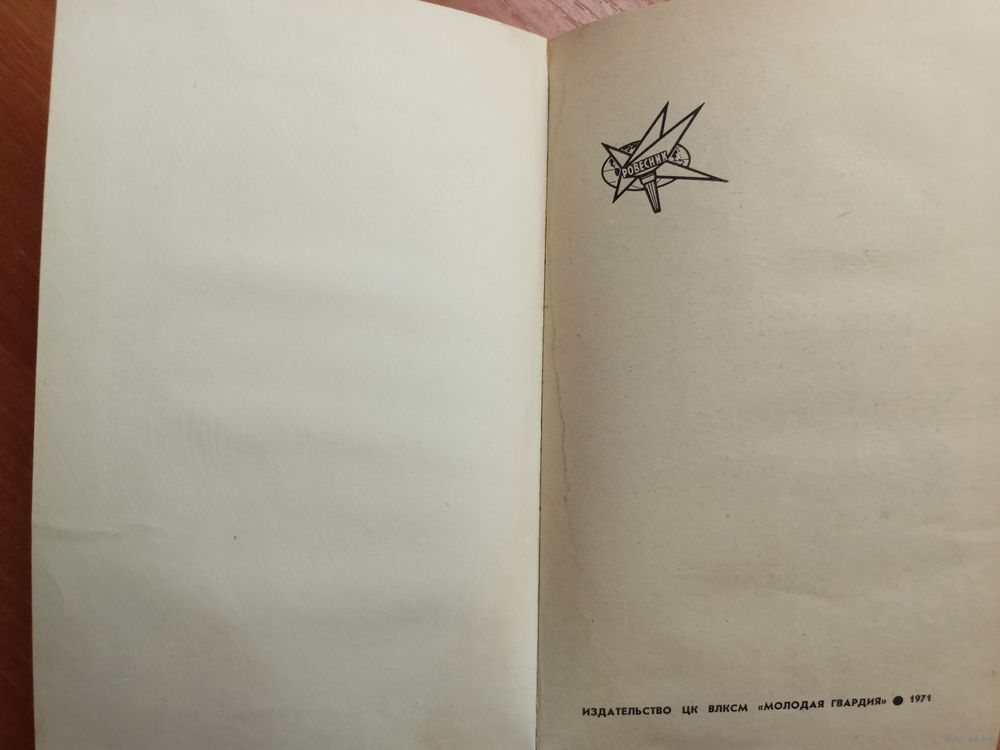 РОВЕСНИК
ИЗДАТЕЛЬСТВО ЦК ВЛКСМ «МОЛОДАЯ ГВАРДИЯ» ● 1971